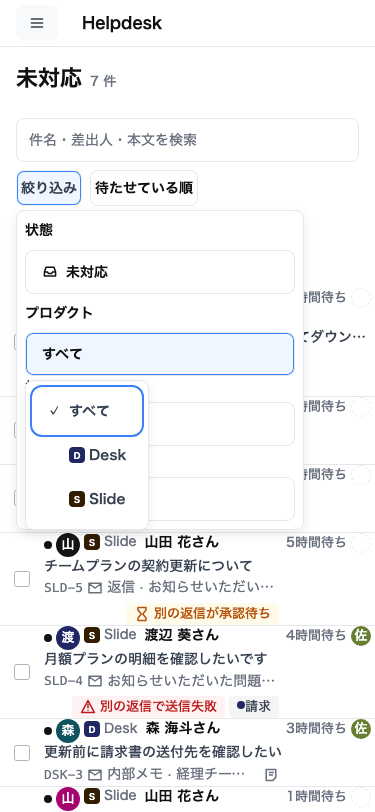 Helpdesk
未対応 7 件
件名・差出人・本文を検索
絞り込み 待たせている順
状態
未対応
時間待ち
プロダクト
てダウン…
すべて
時間待ち
✓ すべて
D Desk
時間待ち
S Slide
山 S Slide 山田 花さん 5時間待ち
チームプランの契約更新について
SLD-5 返信 · お知らせいただい…
別の返信が承認待ち
渡 S Slide 渡辺 葵さん 4時間待ち 佐
月額プランの明細を確認したいです
SLD-4 お知らせいただいた問題…
別の返信で送信失敗 請求
森 D Desk 森 海斗さん 3時間待ち 佐
更新前に請求書の送付先を確認したい
DSK-3 内部メモ · 経理チー…
山 S Slide 山田 花さん 1時間待ち